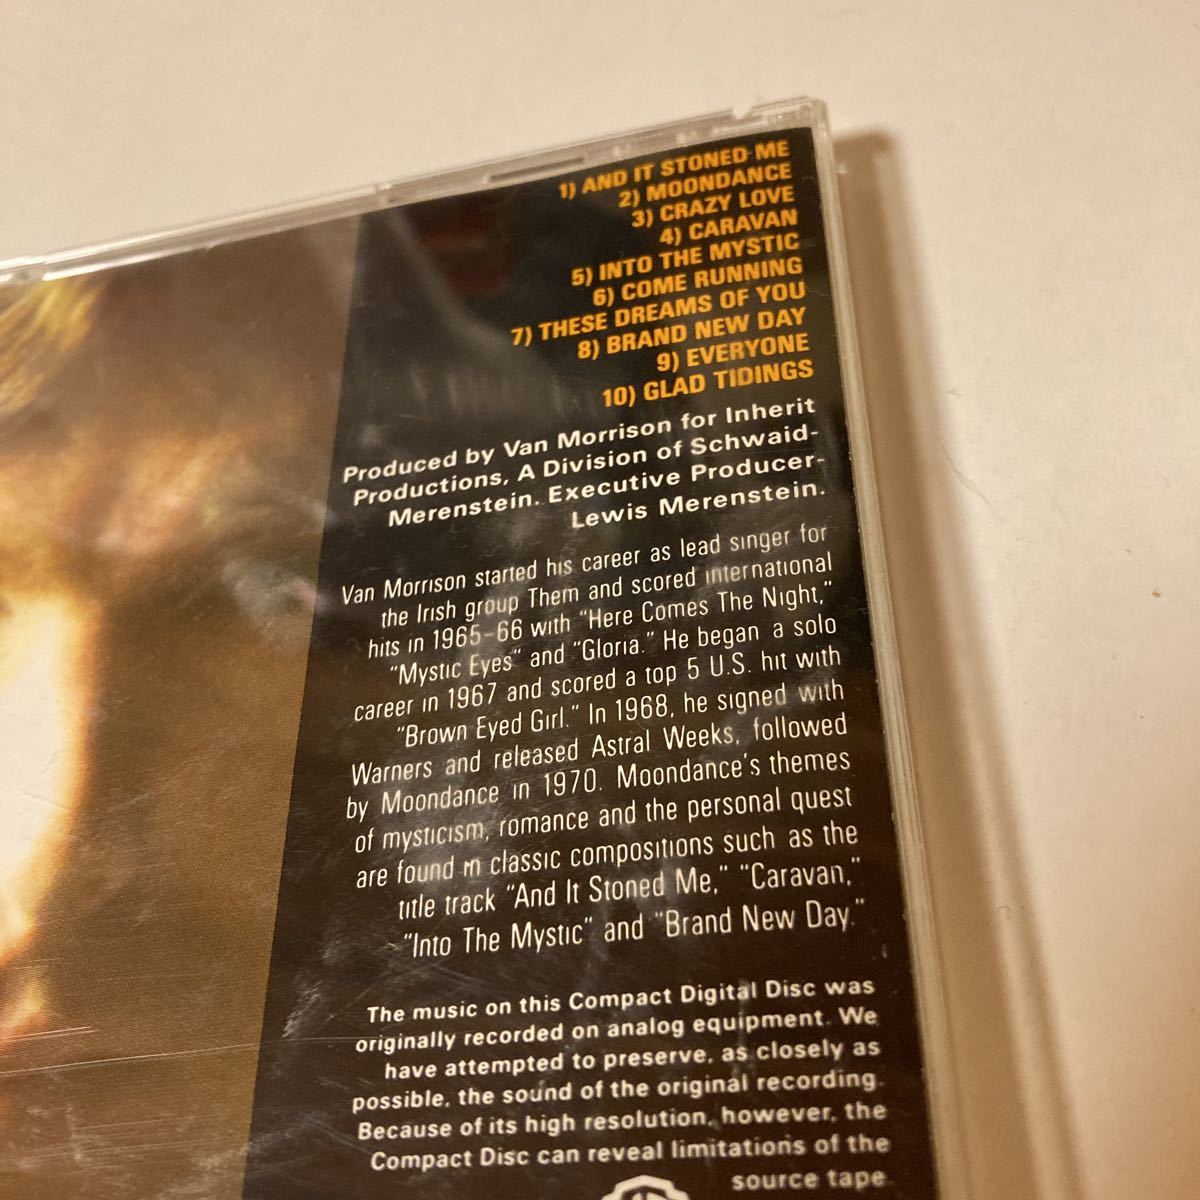 1) AND IT STONED ME
2) MOONDANCE
3) CRAZY LOVE
4) CARAVAN
5) INTO THE MYSTIC
6) COME RUNNING
7) THESE DREAMS OF YOU
8) BRAND NEW DAY
9) EVERYONE
10) GLAD TIDINGS
Produced by Van Morrison for Inherit
Productions, A Division of Schwaid-
Merenstein. Executive Producer-
Lewis Merenstein.
Van Morrison started his career as lead singer for
the Irish group Them and scored international
hits in 1965-66 with "Here Comes The Night,"
"Mystic Eyes" and "Gloria." He began a solo
career in 1967 and scored a top 5 U.S. hit with
"Brown Eyed Girl." In 1968, he signed with
Warners and released Astral Weeks, followed
by Moondance in 1970. Moondance's themes
of mysticism, romance and the personal quest
are found in classic compositions such as the
title track "And It Stoned Me," "Caravan,"
"Into The Mystic" and "Brand New Day."
The music on this Compact Digital Disc was
originally recorded on analog equipment. We
have attempted to preserve, as closely as
possible, the sound of the original recording.
Because of its high resolution, however, the
Compact Disc can reveal limitations of the
source tape.